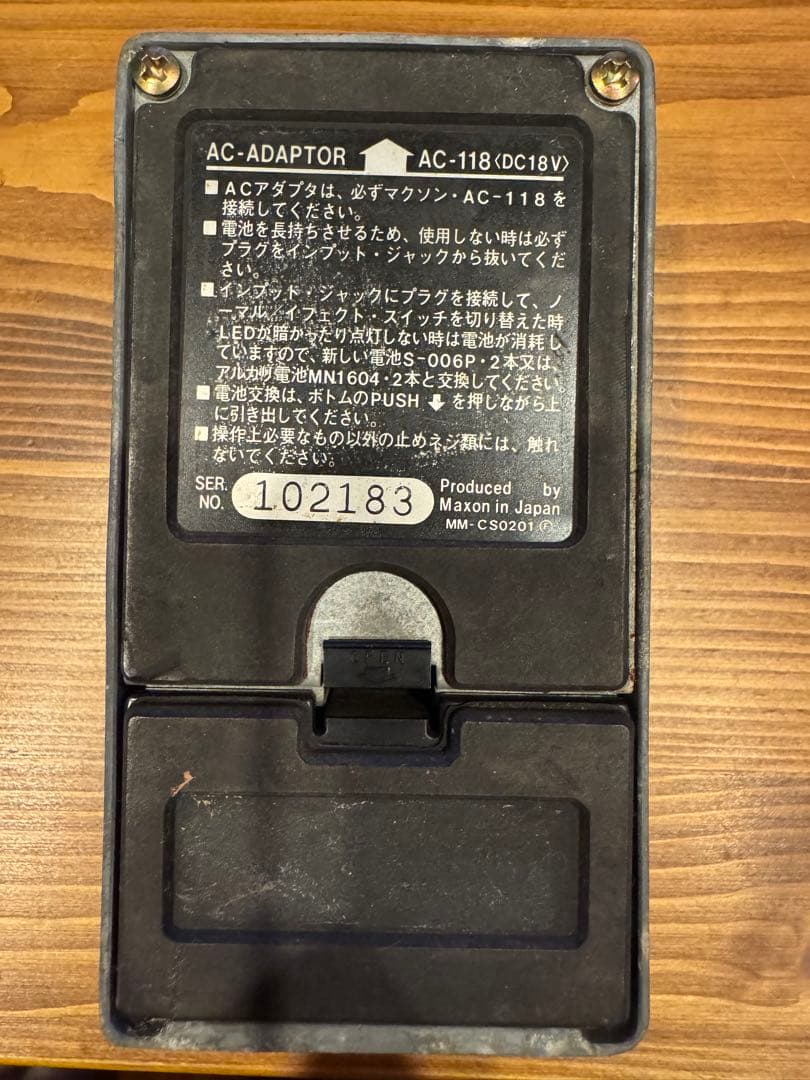 AC-ADAPTOR AC-118〈DC18V〉
■ACアダプタは、必ずマクソン・AC-118を
接続してください。
■電池を長持ちさせるため、使用しない時は必ず
プラグをインプット・ジャックから抜いてくだ
さい。
■インプット・ジャックにプラグを接続して、ノ
ーマル/イフェクト・スイッチを切り替えた時
LEDが暗かったり点灯しない時は電池が消耗し
ていますので、新しい電池S-006P・2本又は、
アルカリ電池MN1604・2本と交換してください。
■電池交換は、ボトムのPUSH⬇を押しながら上
に引き出してください。
■操作上必要なもの以外の止めネジ類には、触れ
ないでください。
SER. NO. 102183
Produced by
Maxon in Japan
MM-CS0201 Ⓕ
OPEN